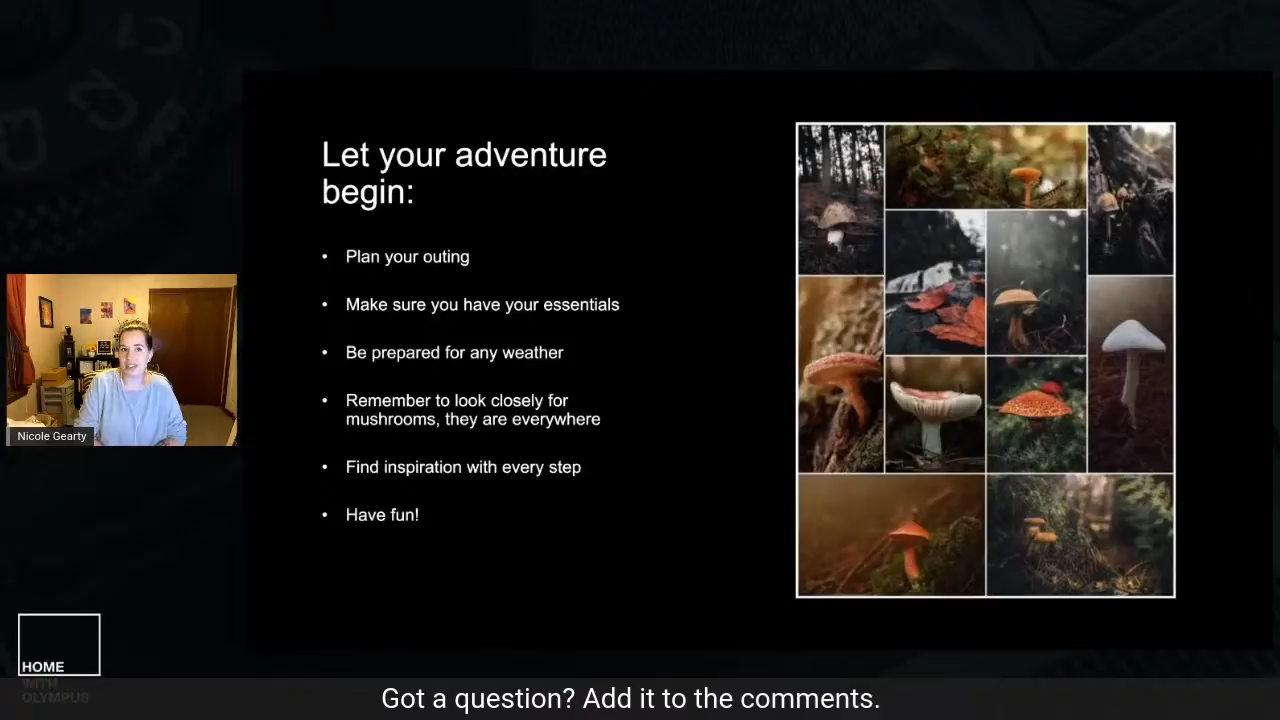 Let your adventure
begin:
• Plan your outing
• Make sure you have your essentials
• Be prepared for any weather
• Remember to look closely for
mushrooms, they are everywhere
• Find inspiration with every step
• Have fun!
Nicole Gearty
HOME
WITH
OLYMPUS
Got a question? Add it to the comments.